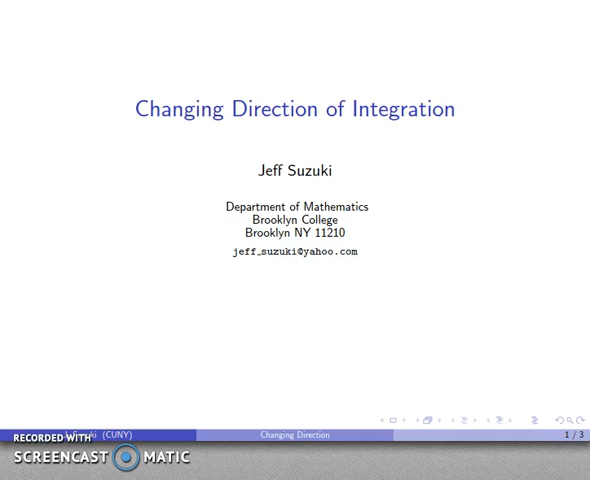 Changing Direction of Integration
Jeff Suzuki
Department of Mathematics
Brooklyn College
Brooklyn NY 11210
jeff_suzuki@yahoo.com
(CUNY)
Changing Direction
1 / 3
RECORDED WITH
SCREENCAST MATIC